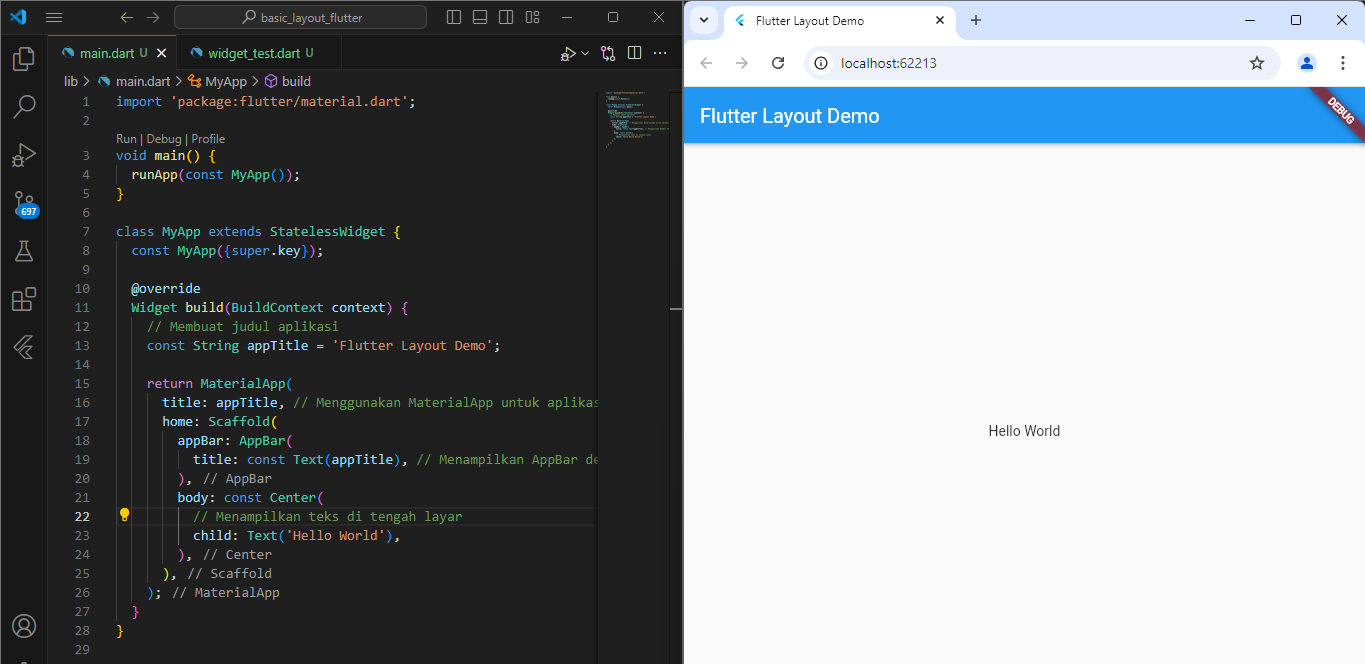 basic_layout_flutter
main.dart U
widget_test.dart U
lib > main.dart > MyApp > build
1 import 'package:flutter/material.dart';
2
Run | Debug | Profile
3 void main() {
4 runApp(const MyApp());
5 }
6
7 class MyApp extends StatelessWidget {
8 const MyApp({super.key});
9
10 @override
11 Widget build(BuildContext context) {
12 // Membuat judul aplikasi
13 const String appTitle = 'Flutter Layout Demo';
14
15 return MaterialApp(
16 title: appTitle, // Menggunakan MaterialApp untuk aplikas
17 home: Scaffold(
18 appBar: AppBar(
19 title: const Text(appTitle), // Menampilkan AppBar de
20 ), // AppBar
21 body: const Center(
22 // Menampilkan teks di tengah layar
23 child: Text('Hello World'),
24 ), // Center
25 ), // Scaffold
26 ); // MaterialApp
27 }
28 }
29
697
Flutter Layout Demo
localhost:62213
Flutter Layout Demo
DEBUG
Hello World